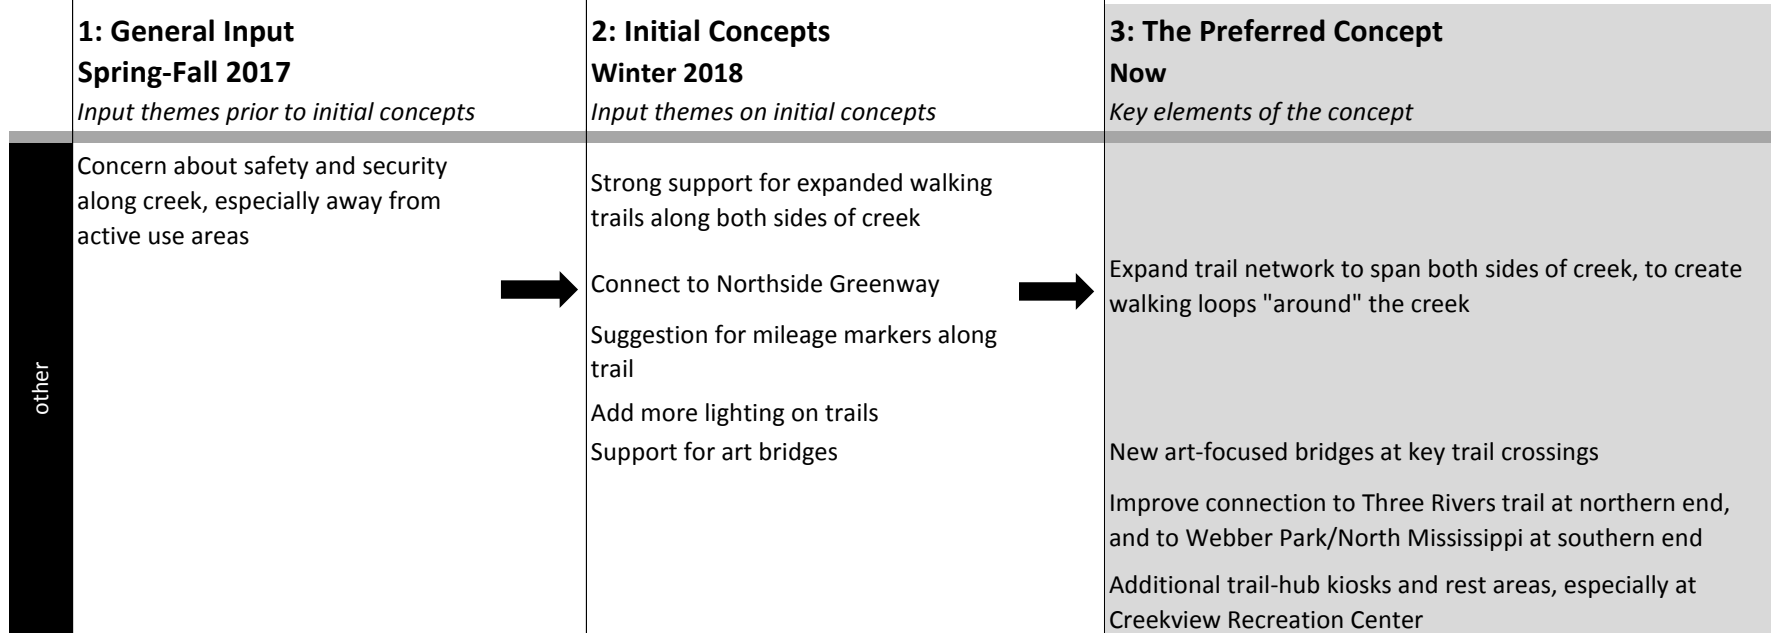 1: General Input
Spring-Fall 2017
Input themes prior to initial concepts
2: Initial Concepts
Winter 2018
Input themes on initial concepts
3: The Preferred Concept
Now
Key elements of the concept
other
Concern about safety and security
along creek, especially away from
active use areas
Strong support for expanded walking
trails along both sides of creek
Connect to Northside Greenway
Suggestion for mileage markers along
trail
Add more lighting on trails
Support for art bridges
Expand trail network to span both sides of creek, to create
walking loops "around" the creek
New art-focused bridges at key trail crossings
Improve connection to Three Rivers trail at northern end,
and to Webber Park/North Mississippi at southern end
Additional trail-hub kiosks and rest areas, especially at
Creekview Recreation Center